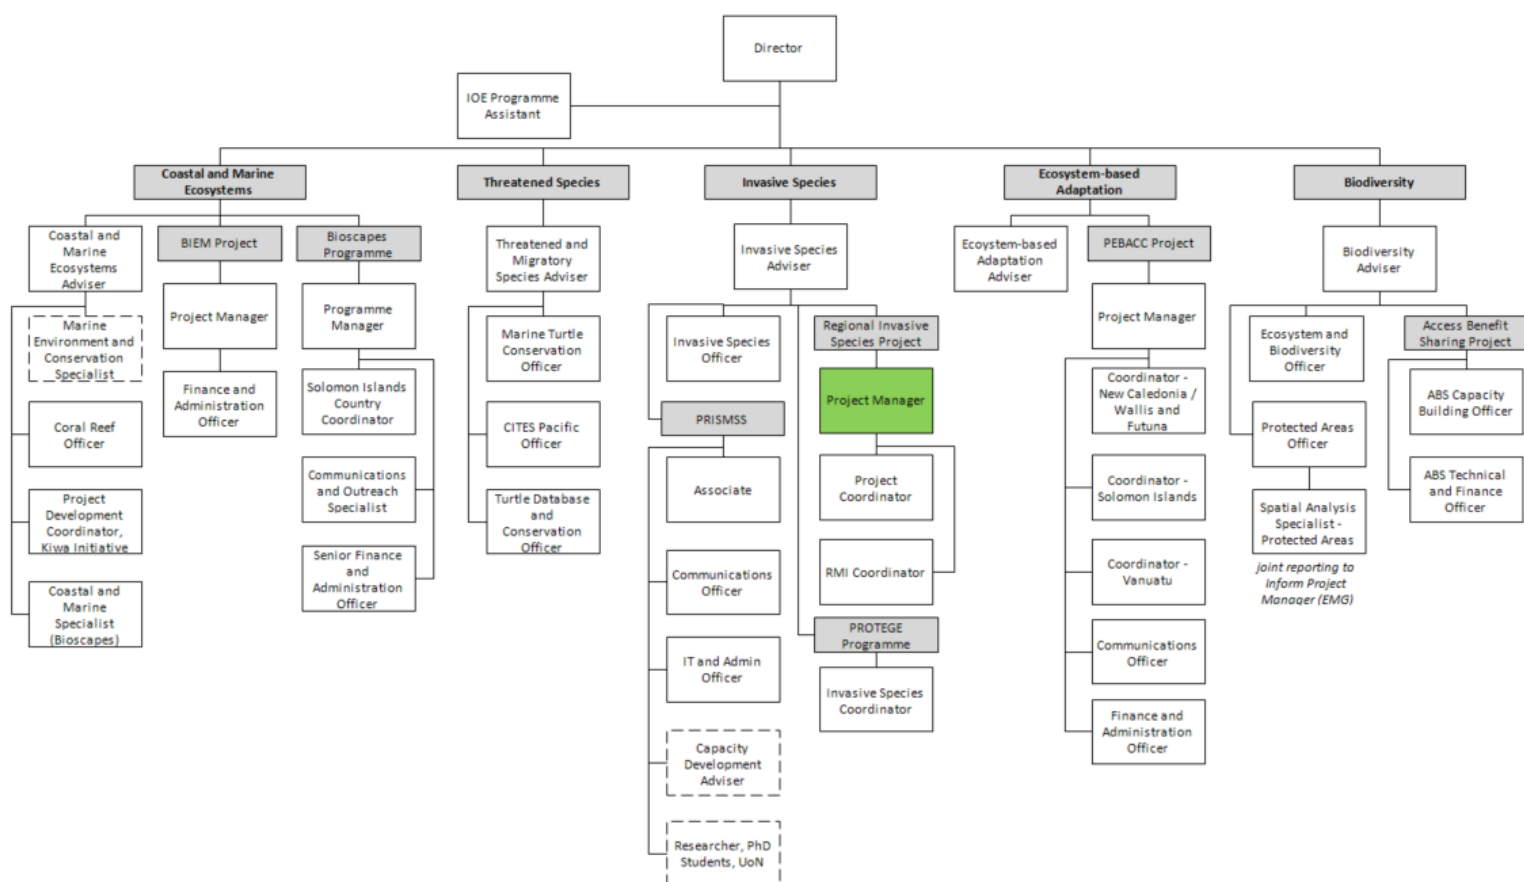 Director
IOE Programme
Assistant
Coastal and Marine
Ecosystems
Threatened Species
Invasive Species
Ecosystem-based
Adaptation
Biodiversity
Coastal and
Marine
Ecosystems
Adviser
BIEM Project
Bioscapes
Programme
Threatened and
Migratory
Species Adviser
Invasive Species
Adviser
Ecoystem-based
Adaptation
Adviser
PEBACC Project
Biodiversity
Adviser
Marine
Environment and
Conservation
Specialist
Project Manager
Programme
Manager
Marine Turtle
Conservation
Officer
Invasive Species
Officer
Regional Invasive
Species Project
Project Manager
Ecosystem and
Biodiversity
Officer
Access Benefit
Sharing Project
Coral Reef
Officer
Finance and
Administration
Officer
Solomon Islands
Country
Coordinator
CITES Pacific
Officer
PRISMSS
Project Manager
Coordinator -
New Caledonia /
Wallis and
Futuna
Protected Areas
Officer
ABS Capacity
Building Officer
Project
Development
Coordinator,
Kiwa Initiative
Communications
and Outreach
Specialist
Turtle Database
and
Conservation
Officer
Associate
Project
Coordinator
Coordinator -
Solomon Islands
Spatial Analysis
Specialist -
Protected Areas
ABS Technical
and Finance
Officer
joint reporting to
Inform Project
Manager (EMG)
Coastal and
Marine
Specialist
(Bioscapes)
Senior Finance
and
Administration
Officer
Communications
Officer
RMI Coordinator
Coordinator -
Vanuatu
IT and Admin
Officer
PROTEGE
Programme
Invasive Species
Coordinator
Communications
Officer
Capacity
Development
Adviser
Finance and
Administration
Officer
Researcher, PhD
Students, UoN